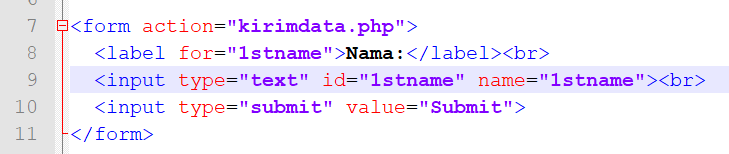 7 <form action="kirimdata.php">
8 <label for="1stname">Nama:</label><br>
9 <input type="text" id="1stname" name="1stname"><br>
10 <input type="submit" value="Submit">
11 </form>